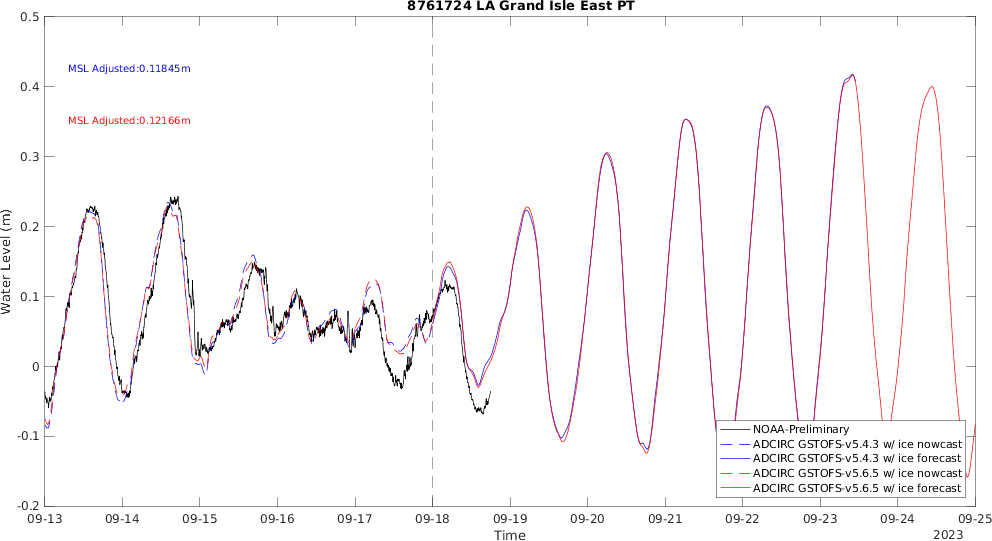 8761724 LA Grand Isle East PT
0.5
MSL Adjusted:0.11845m
0.4
MSL Adjusted:0.12166m
0.3
0.2
0.1
0
-0.1
-0.2
Water Level (m)
NOAA-Preliminary
ADCIRC GSTOFS-v5.4.3 w/ ice nowcast
ADCIRC GSTOFS-v5.4.3 w/ ice forecast
ADCIRC GSTOFS-v5.6.5 w/ ice nowcast
ADCIRC GSTOFS-v5.6.5 w/ ice forecast
09-13 09-14 09-15 09-16 09-17 09-18 09-19 09-20 09-21 09-22 09-23 09-24 09-25
Time
2023